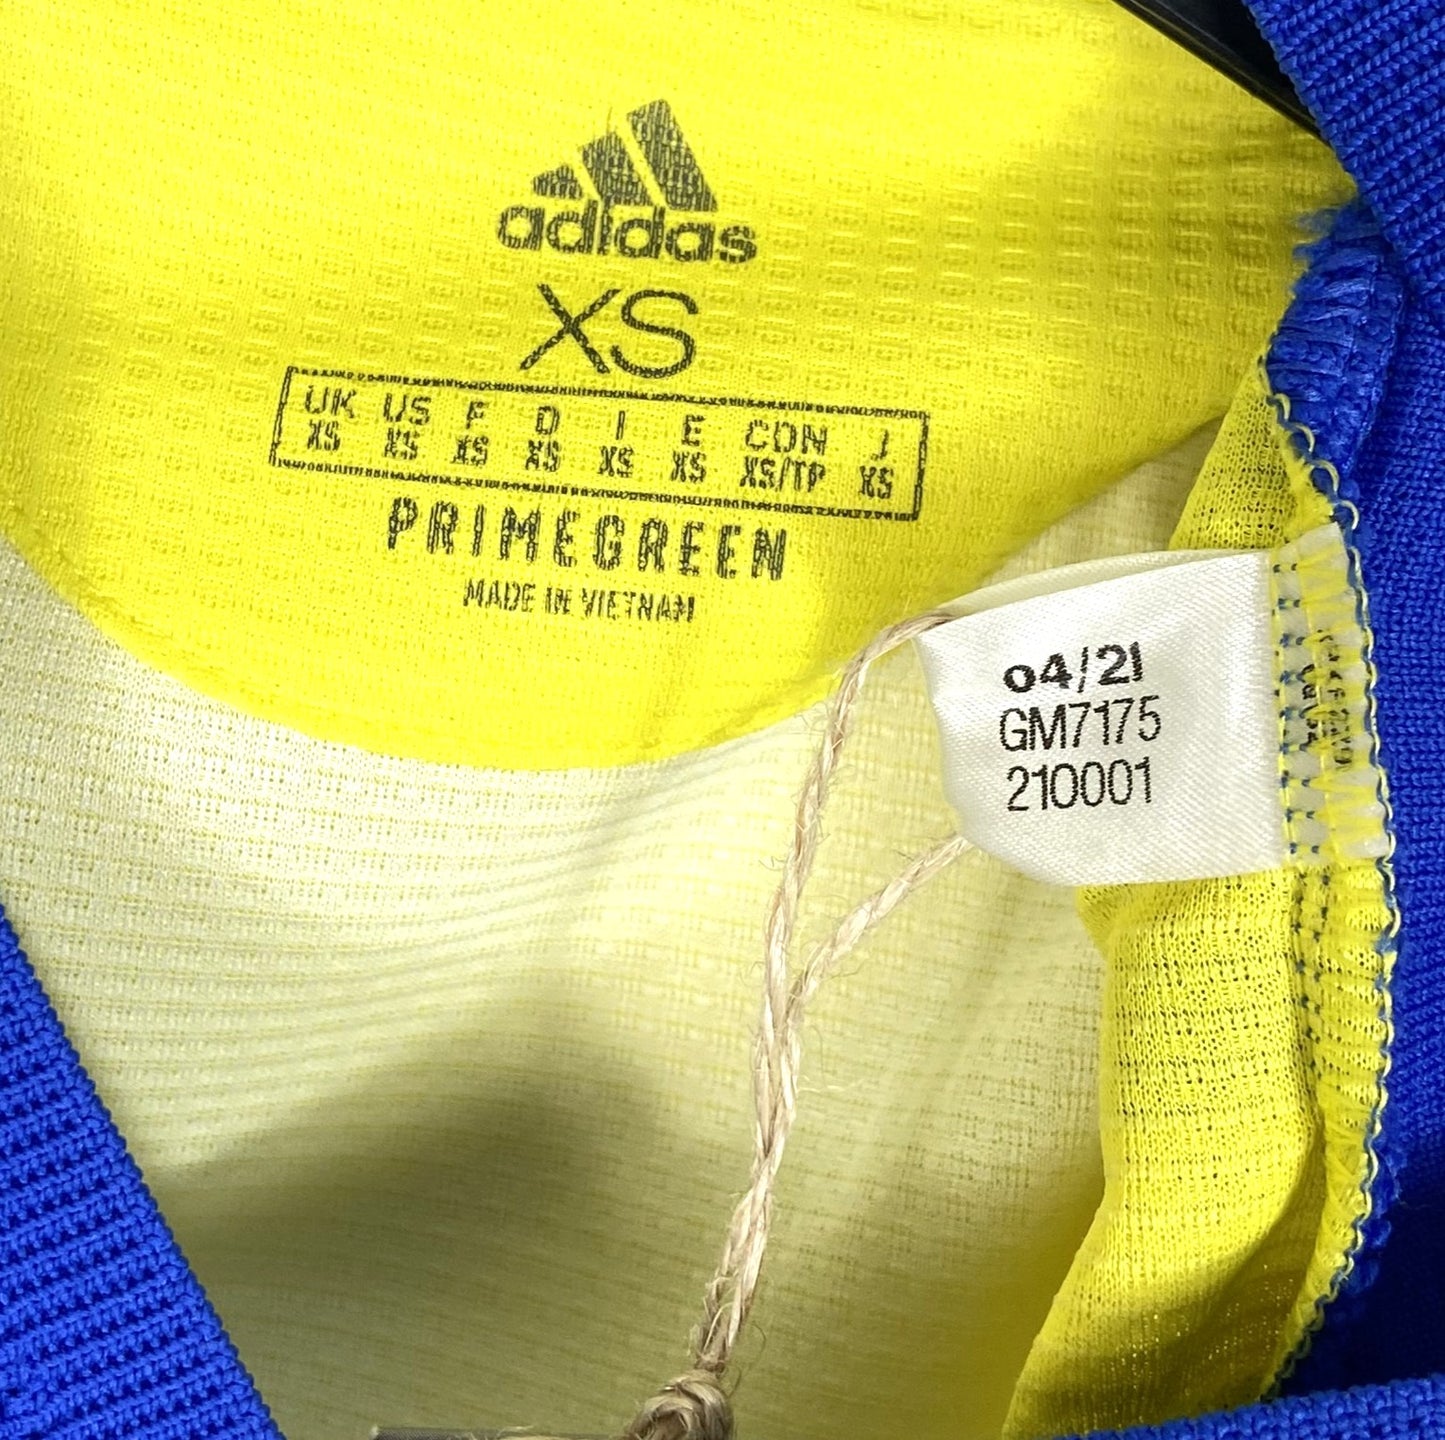 adidas
XS
UK US F D I E CDN J
XS XS XS XS XS XS XS/TP XS
PRIMEGREEN
MADE IN VIETNAM
04/21
GM7175
210001